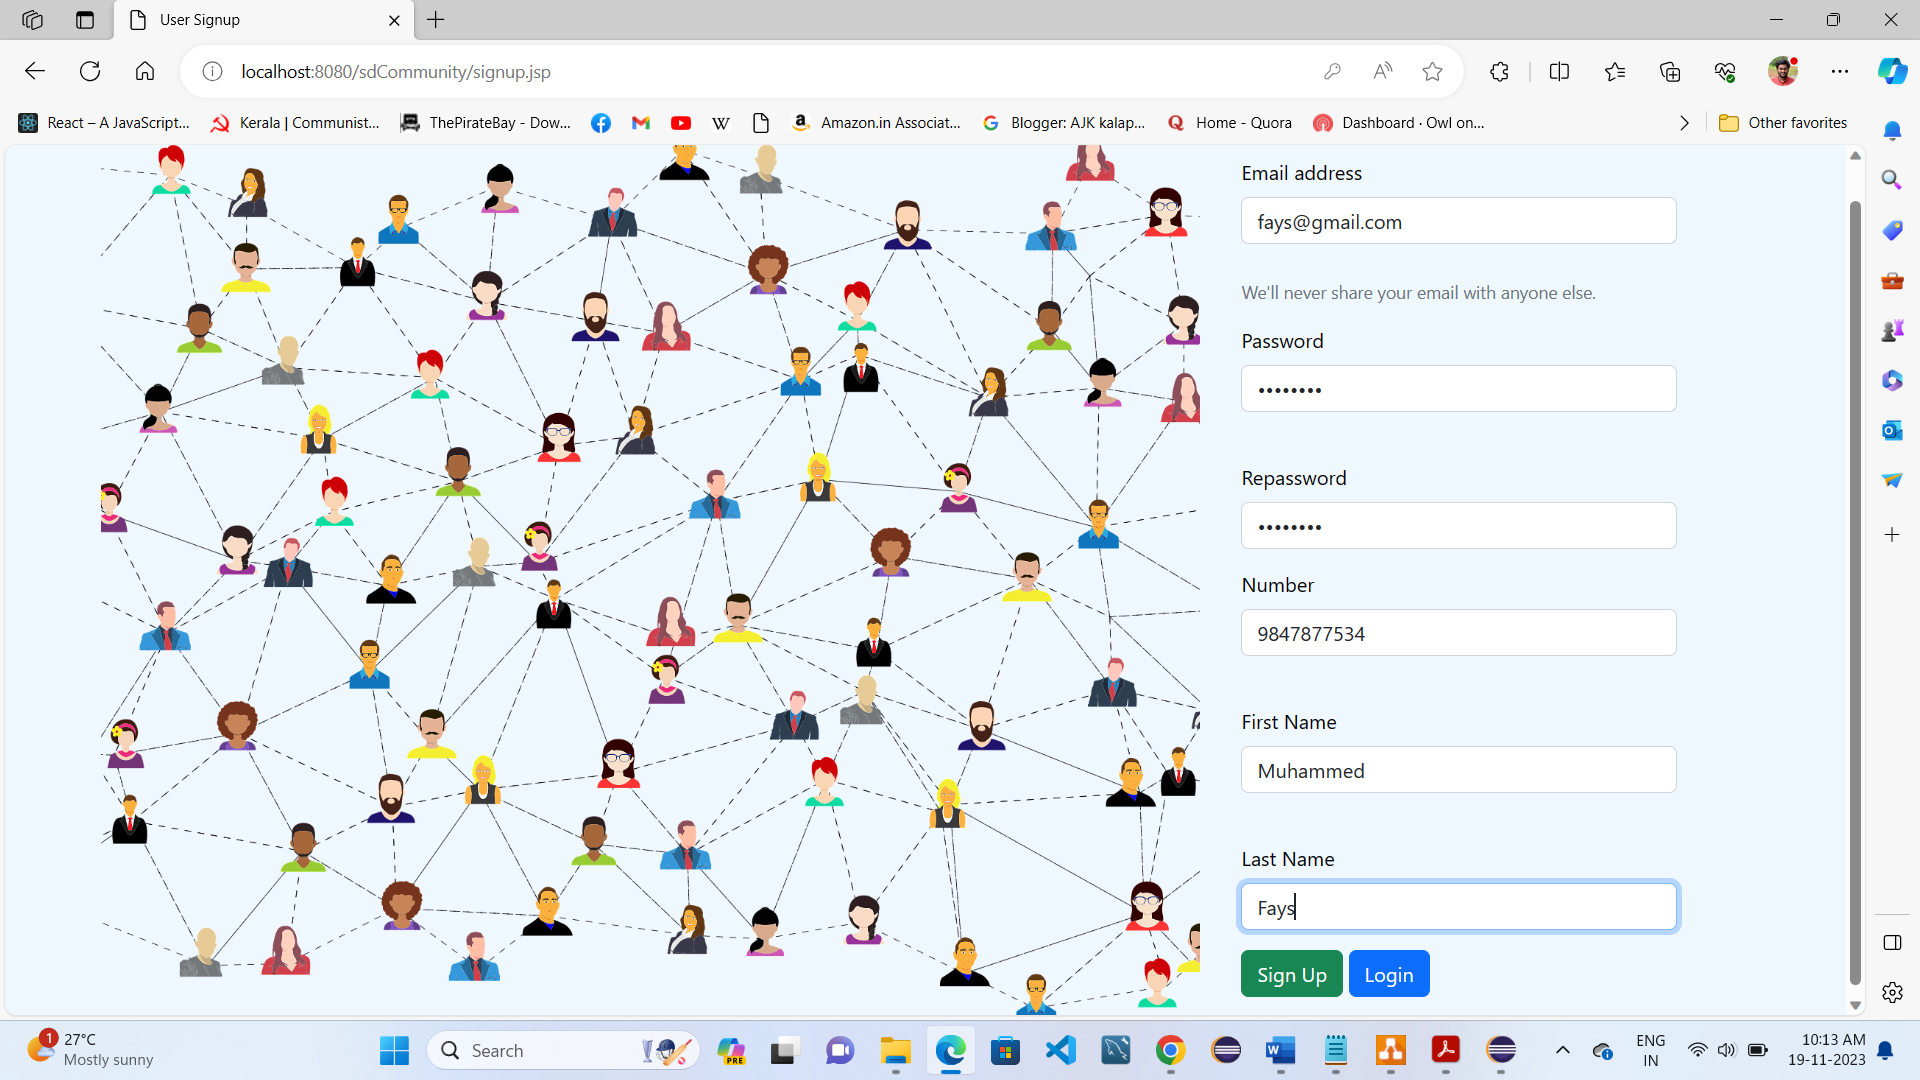 User Signup
localhost:8080/sdCommunity/signup.jsp
React – A JavaScript... Kerala | Communist... ThePirateBay - Dow... W Amazon.in Associat... Blogger: AJK kalap... Home - Quora Dashboard · Owl on... Other favorites
Email address
fays@gmail.com
We'll never share your email with anyone else.
Password
••••••••
Repassword
••••••••
Number
9847877534
First Name
Muhammed
Last Name
Fays
Sign Up Login
1 27°C
Mostly sunny
Search
PRE
ENG
IN
10:13 AM
19-11-2023